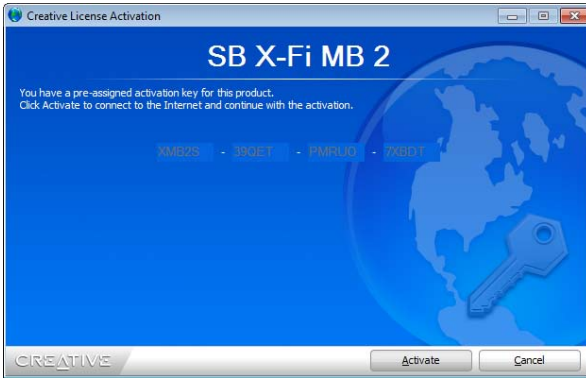 Creative License Activation
SB X-Fi MB 2
You have a pre-assigned activation key for this product.
Click Activate to connect to the Internet and continue with the activation.
XMB2S - 39QET - PMRUO - 7XBDT
CREATIVE
Activate
Cancel